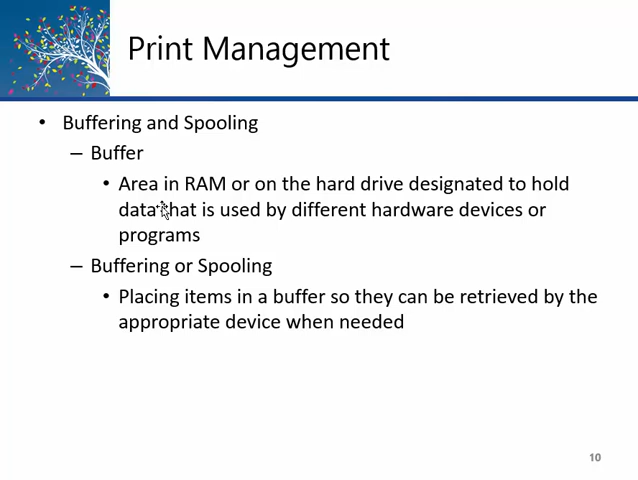 Print Management
• Buffering and Spooling
– Buffer
• Area in RAM or on the hard drive designated to hold
data that is used by different hardware devices or
programs
– Buffering or Spooling
• Placing items in a buffer so they can be retrieved by the
appropriate device when needed
10